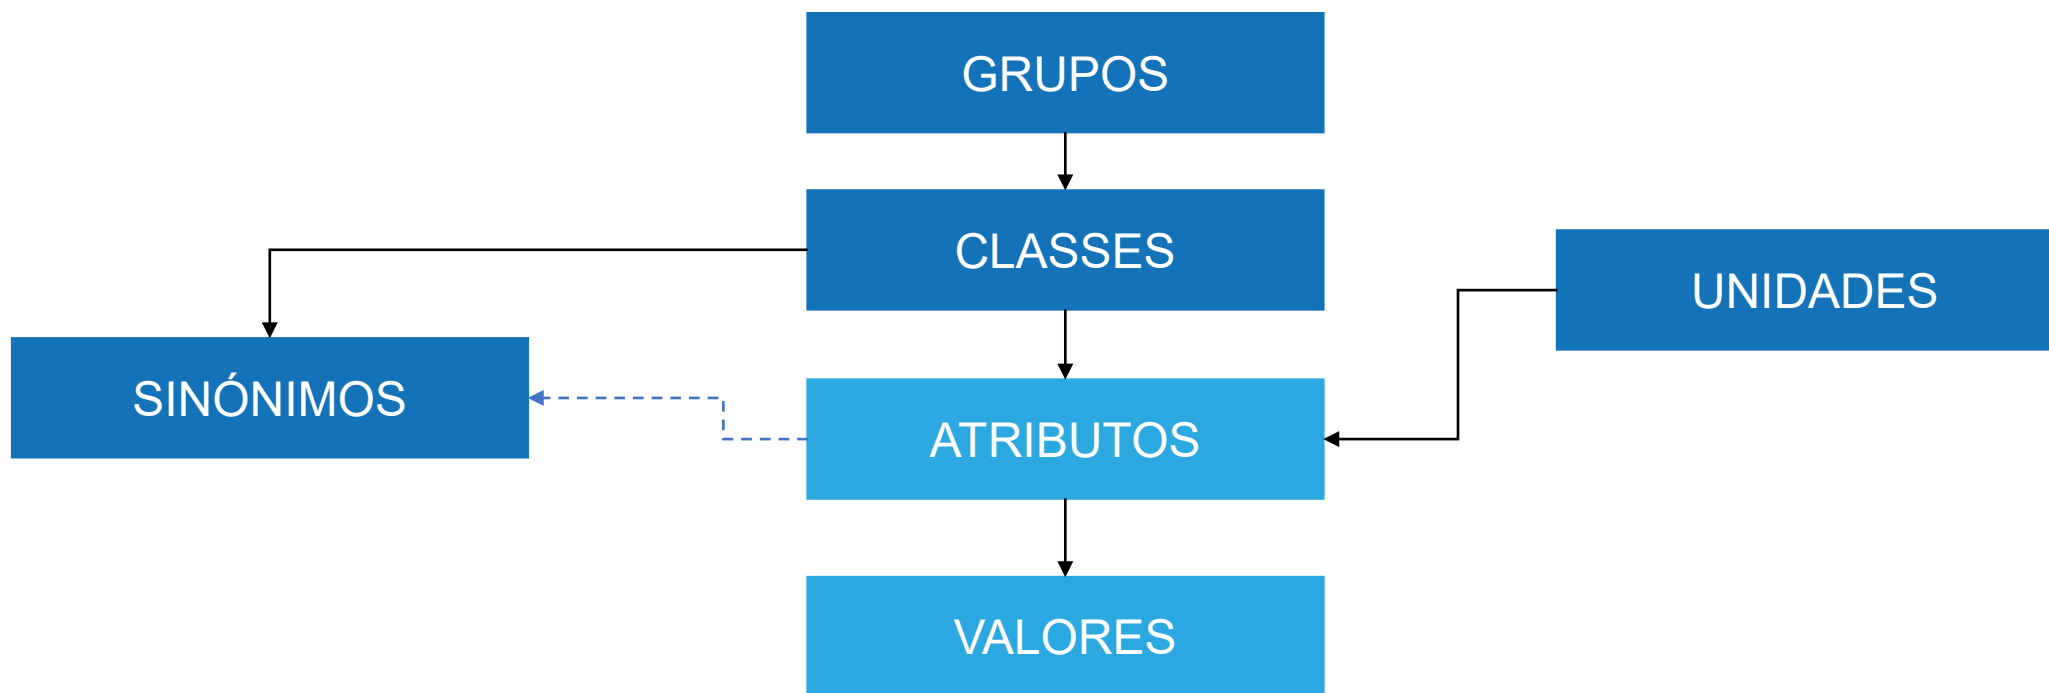 GRUPOS
CLASSES
UNIDADES
SINÓNIMOS
ATRIBUTOS
VALORES